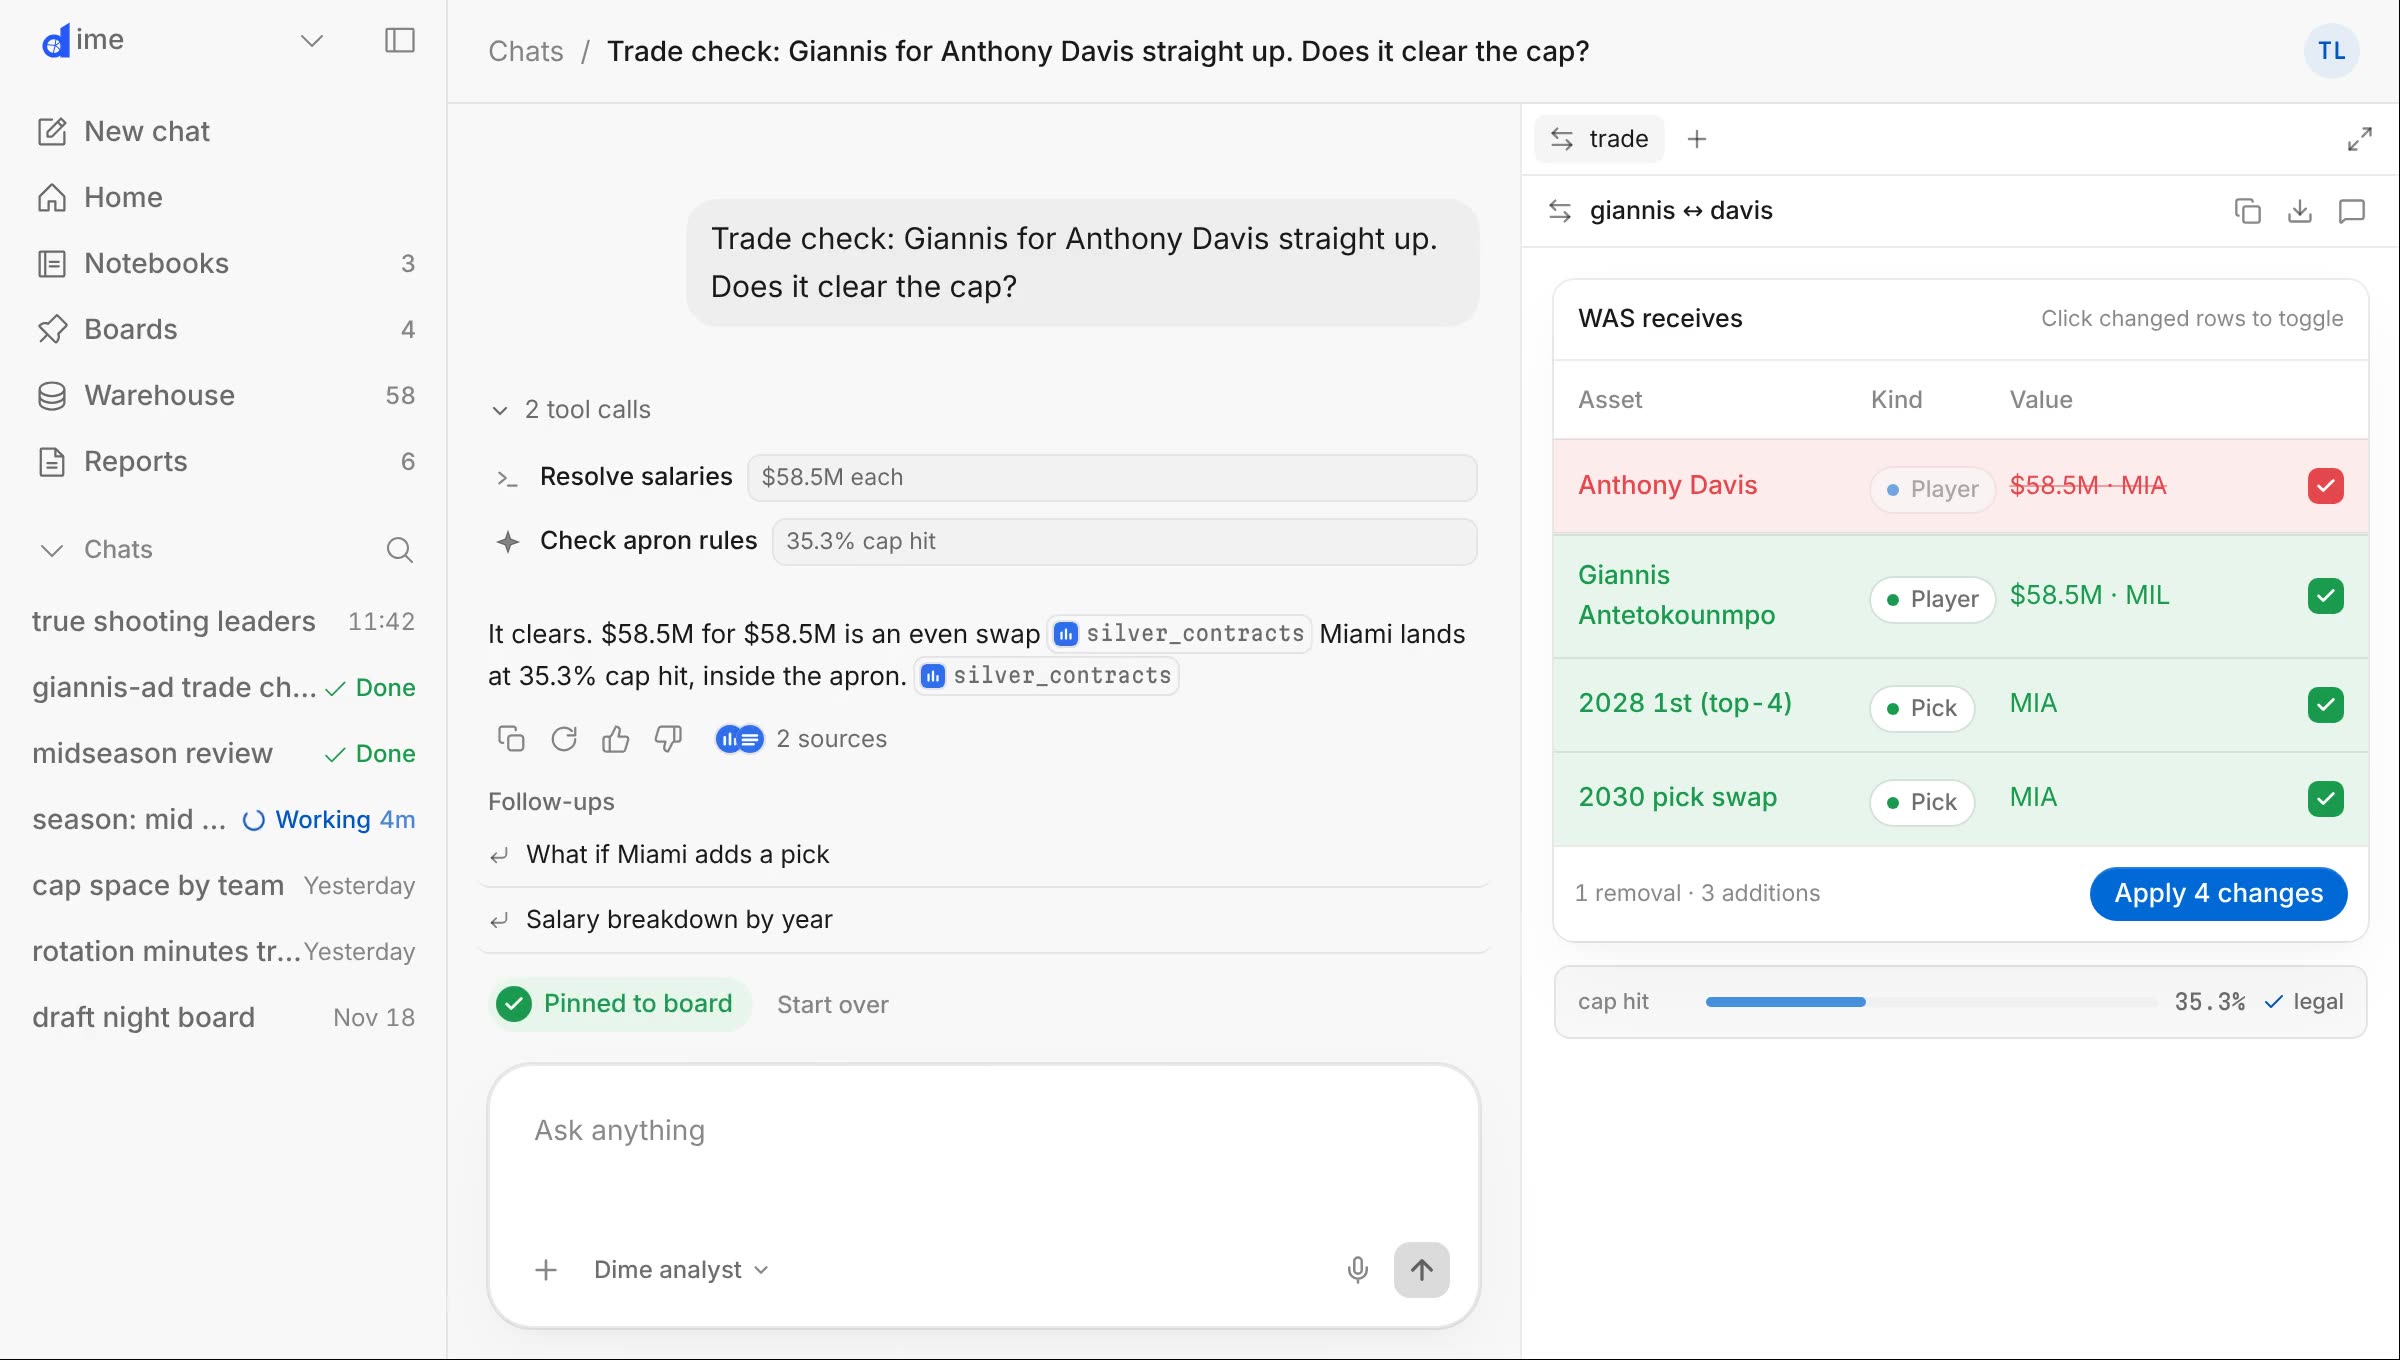 dime
New chat
Home
Notebooks 3
Boards 4
Warehouse 58
Reports 6
Chats
true shooting leaders 11:42
giannis-ad trade ch... Done
midseason review Done
season: mid ... Working 4m
cap space by team Yesterday
rotation minutes tr... Yesterday
draft night board Nov 18
Chats / Trade check: Giannis for Anthony Davis straight up. Does it clear the cap?
TL
Trade check: Giannis for Anthony Davis straight up.
Does it clear the cap?
2 tool calls
Resolve salaries $58.5M each
Check apron rules 35.3% cap hit
It clears. $58.5M for $58.5M is an even swap silver_contracts Miami lands
at 35.3% cap hit, inside the apron. silver_contracts
2 sources
Follow-ups
What if Miami adds a pick
Salary breakdown by year
Pinned to board Start over
Ask anything
Dime analyst
trade
giannis ↔ davis
WAS receives Click changed rows to toggle
Asset Kind Value
Anthony Davis Player $58.5M · MIA
Giannis
Antetokounmpo Player $58.5M · MIL
2028 1st (top-4) Pick MIA
2030 pick swap Pick MIA
1 removal · 3 additions Apply 4 changes
cap hit 35.3% legal